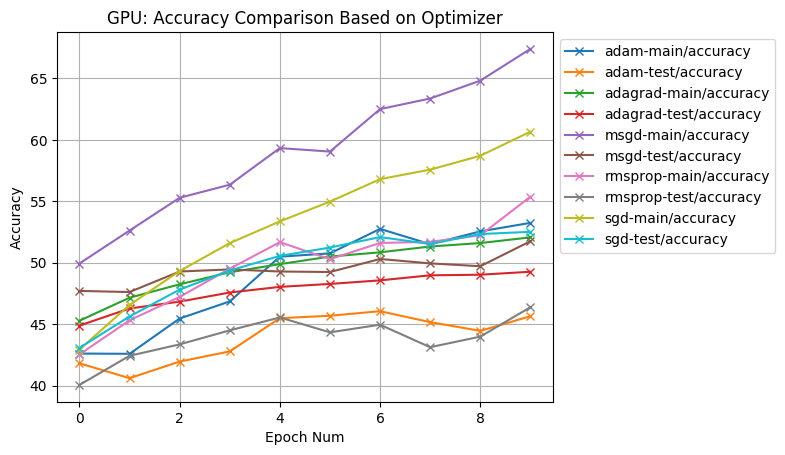 GPU: Accuracy Comparison Based on Optimizer
65
60
55
50
45
40
Accuracy
0 2 4 6 8
Epoch Num
adam-main/accuracy
adam-test/accuracy
adagrad-main/accuracy
adagrad-test/accuracy
msgd-main/accuracy
msgd-test/accuracy
rmsprop-main/accuracy
rmsprop-test/accuracy
sgd-main/accuracy
sgd-test/accuracy